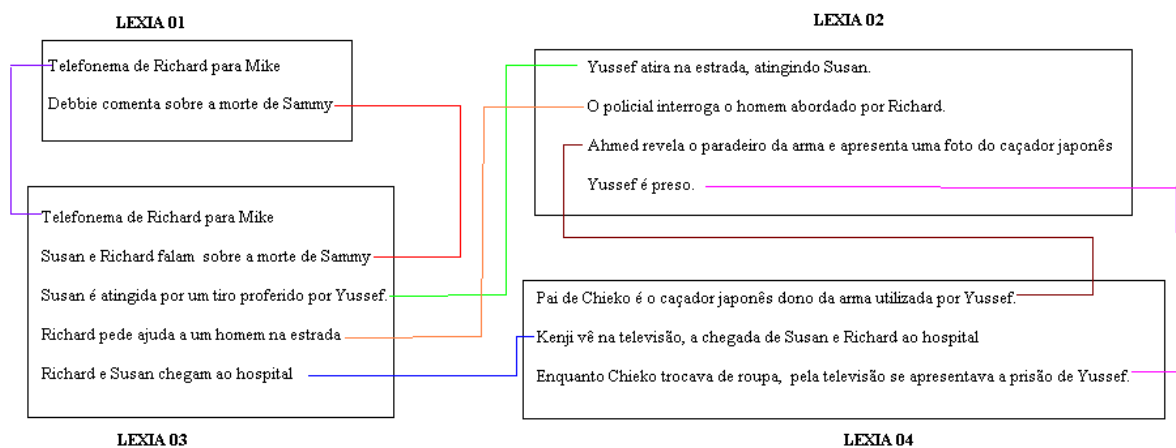 LEXIA 01
Telefonema de Richard para Mike
Debbie comenta sobre a morte de Sammy
LEXIA 02
Yussef atira na estrada, atingindo Susan.
O policial interroga o homem abordado por Richard.
Ahmed revela o paradeiro da arma e apresenta uma foto do caçador japonês
Yussef é preso.
Telefonema de Richard para Mike
Susan e Richard falam sobre a morte de Sammy
Susan é atingida por um tiro proferido por Yussef.
Richard pede ajuda a um homem na estrada
Richard e Susan chegam ao hospital
LEXIA 03
Pai de Chieko é o caçador japonês dono da arma utilizada por Yussef.
Kenji vê na televisão, a chegada de Susan e Richard ao hospital
Enquanto Chieko trocava de roupa, pela televisão se apresentava a prisão de Yussef.
LEXIA 04